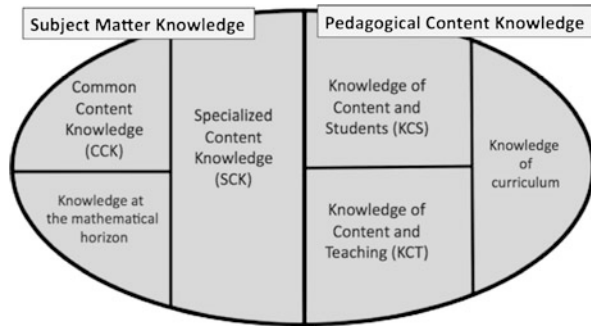 Subject Matter Knowledge
Pedagogical Content Knowledge
Common
Content
Knowledge
(CCK)
Knowledge at
the mathematical
horizon
Specialized
Content
Knowledge
(SCK)
Knowledge of
Content and
Students (KCS)
Knowledge of
Content and
Teaching (KCT)
Knowledge
of
curriculum